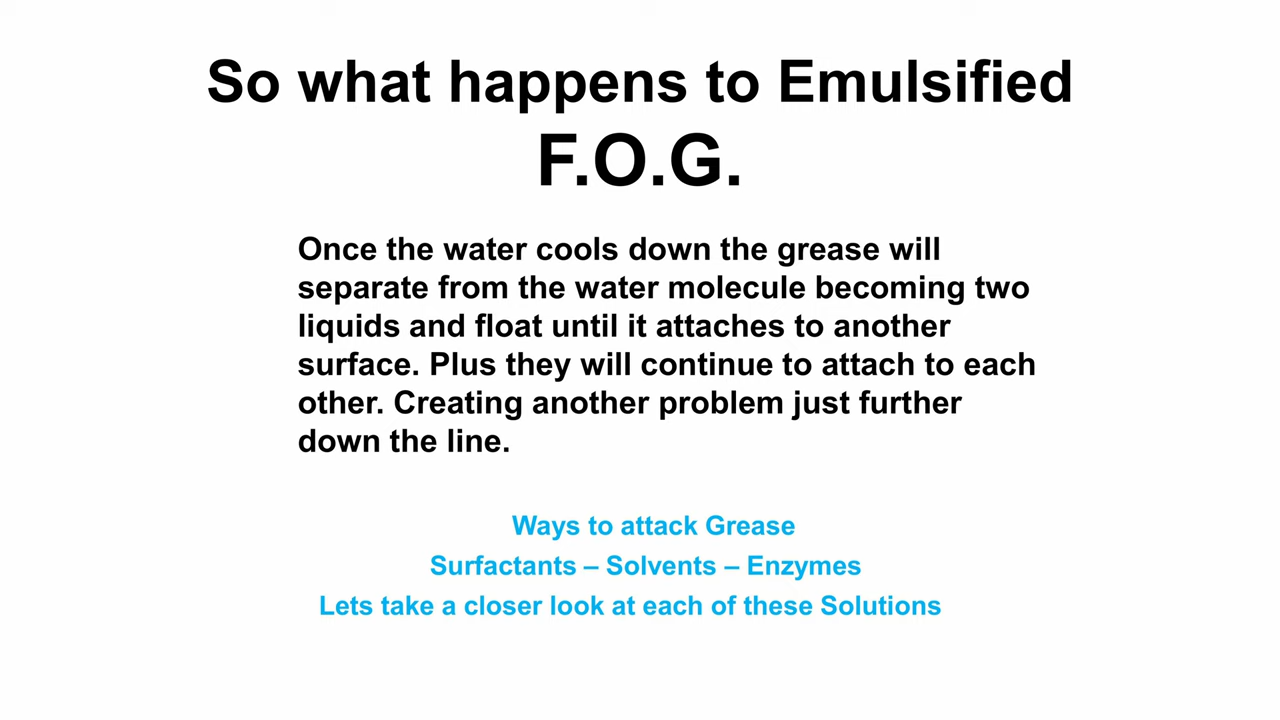 So what happens to Emulsified
F.O.G.
Once the water cools down the grease will
separate from the water molecule becoming two
liquids and float until it attaches to another
surface. Plus they will continue to attach to each
other. Creating another problem just further
down the line.
Ways to attack Grease
Surfactants – Solvents – Enzymes
Lets take a closer look at each of these Solutions